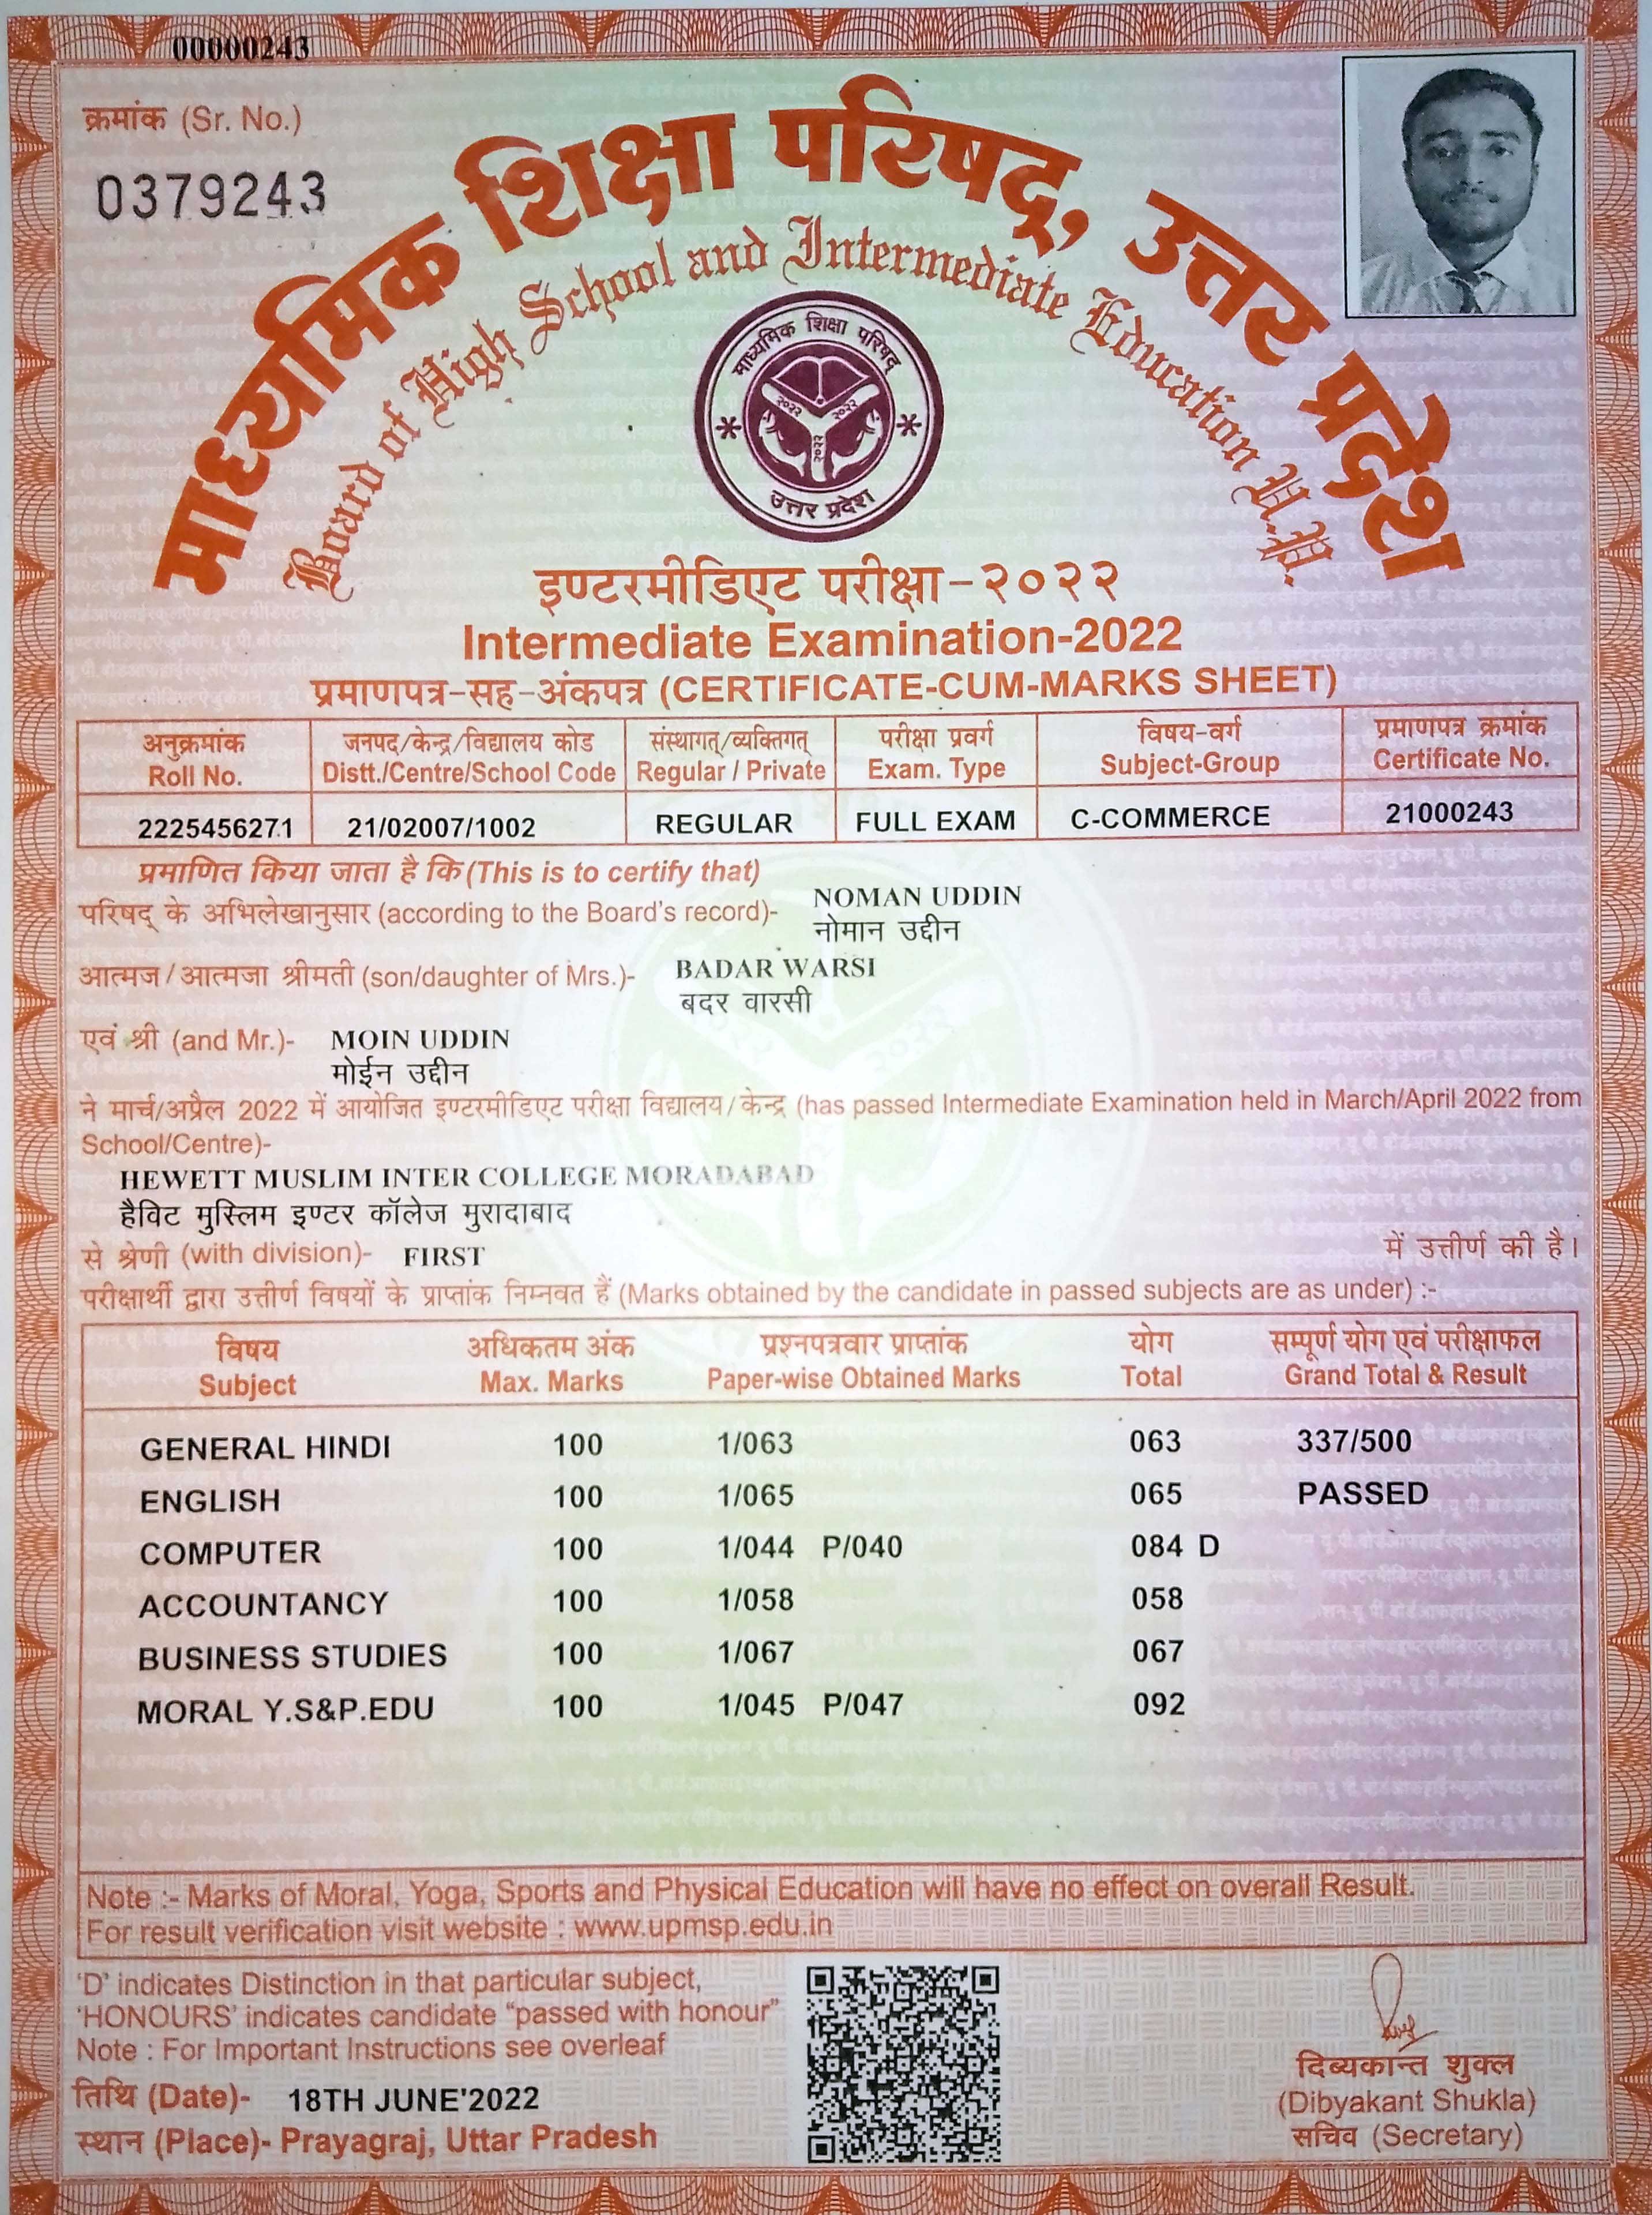 00000243
क्रमांक (Sr. No.)
0379243
माध्यमिक शिक्षा परिषद्, उत्तर प्रदेश
Board of High School and Intermediate Education U.P.
माध्यमिक शिक्षा परिषद्
२०२२ २०२२
२०२२
उत्तर प्रदेश
इण्टरमीडिएट परीक्षा-२०२२
Intermediate Examination-2022
प्रमाणपत्र-सह-अंकपत्र (CERTIFICATE-CUM-MARKS SHEET)
अनुक्रमांक जनपद/केन्द्र/विद्यालय कोड संस्थागत्/व्यक्तिगत् परीक्षा प्रवर्ग विषय-वर्ग प्रमाणपत्र क्रमांक
Roll No. Distt./Centre/School Code Regular / Private Exam. Type Subject-Group Certificate No.
2225456271 21/02007/1002 REGULAR FULL EXAM C-COMMERCE 21000243
प्रमाणित किया जाता है कि (This is to certify that)
परिषद् के अभिलेखानुसार (according to the Board's record)- NOMAN UDDIN
नोमान उद्दीन
आत्मज/आत्मजा श्रीमती (son/daughter of Mrs.)- BADAR WARSI
बदर वारसी
एवं श्री (and Mr.)- MOIN UDDIN
मोईन उद्दीन
ने मार्च/अप्रैल 2022 में आयोजित इण्टरमीडिएट परीक्षा विद्यालय/केन्द्र (has passed Intermediate Examination held in March/April 2022 from
School/Centre)-
HEWETT MUSLIM INTER COLLEGE MORADABAD
हैविट मुस्लिम इण्टर कॉलेज मुरादाबाद
से श्रेणी (with division)- FIRST में उत्तीर्ण की है।
परीक्षार्थी द्वारा उत्तीर्ण विषयों के प्राप्तांक निम्नवत हैं (Marks obtained by the candidate in passed subjects are as under) :-
विषय अधिकतम अंक प्रश्नपत्रवार प्राप्तांक योग सम्पूर्ण योग एवं परीक्षाफल
Subject Max. Marks Paper-wise Obtained Marks Total Grand Total & Result
GENERAL HINDI 100 1/063 063 337/500
ENGLISH 100 1/065 065 PASSED
COMPUTER 100 1/044 P/040 084 D
ACCOUNTANCY 100 1/058 058
BUSINESS STUDIES 100 1/067 067
MORAL Y.S&P.EDU 100 1/045 P/047 092
Note :- Marks of Moral, Yoga, Sports and Physical Education will have no effect on overall Result.
For result verification visit website : www.upmsp.edu.in
'D' indicates Distinction in that particular subject,
'HONOURS' indicates candidate "passed with honour"
Note : For Important Instructions see overleaf
तिथि (Date)- 18TH JUNE'2022
स्थान (Place)- Prayagraj, Uttar Pradesh
दिब्यकान्त शुक्ल
(Dibyakant Shukla)
सचिव (Secretary)